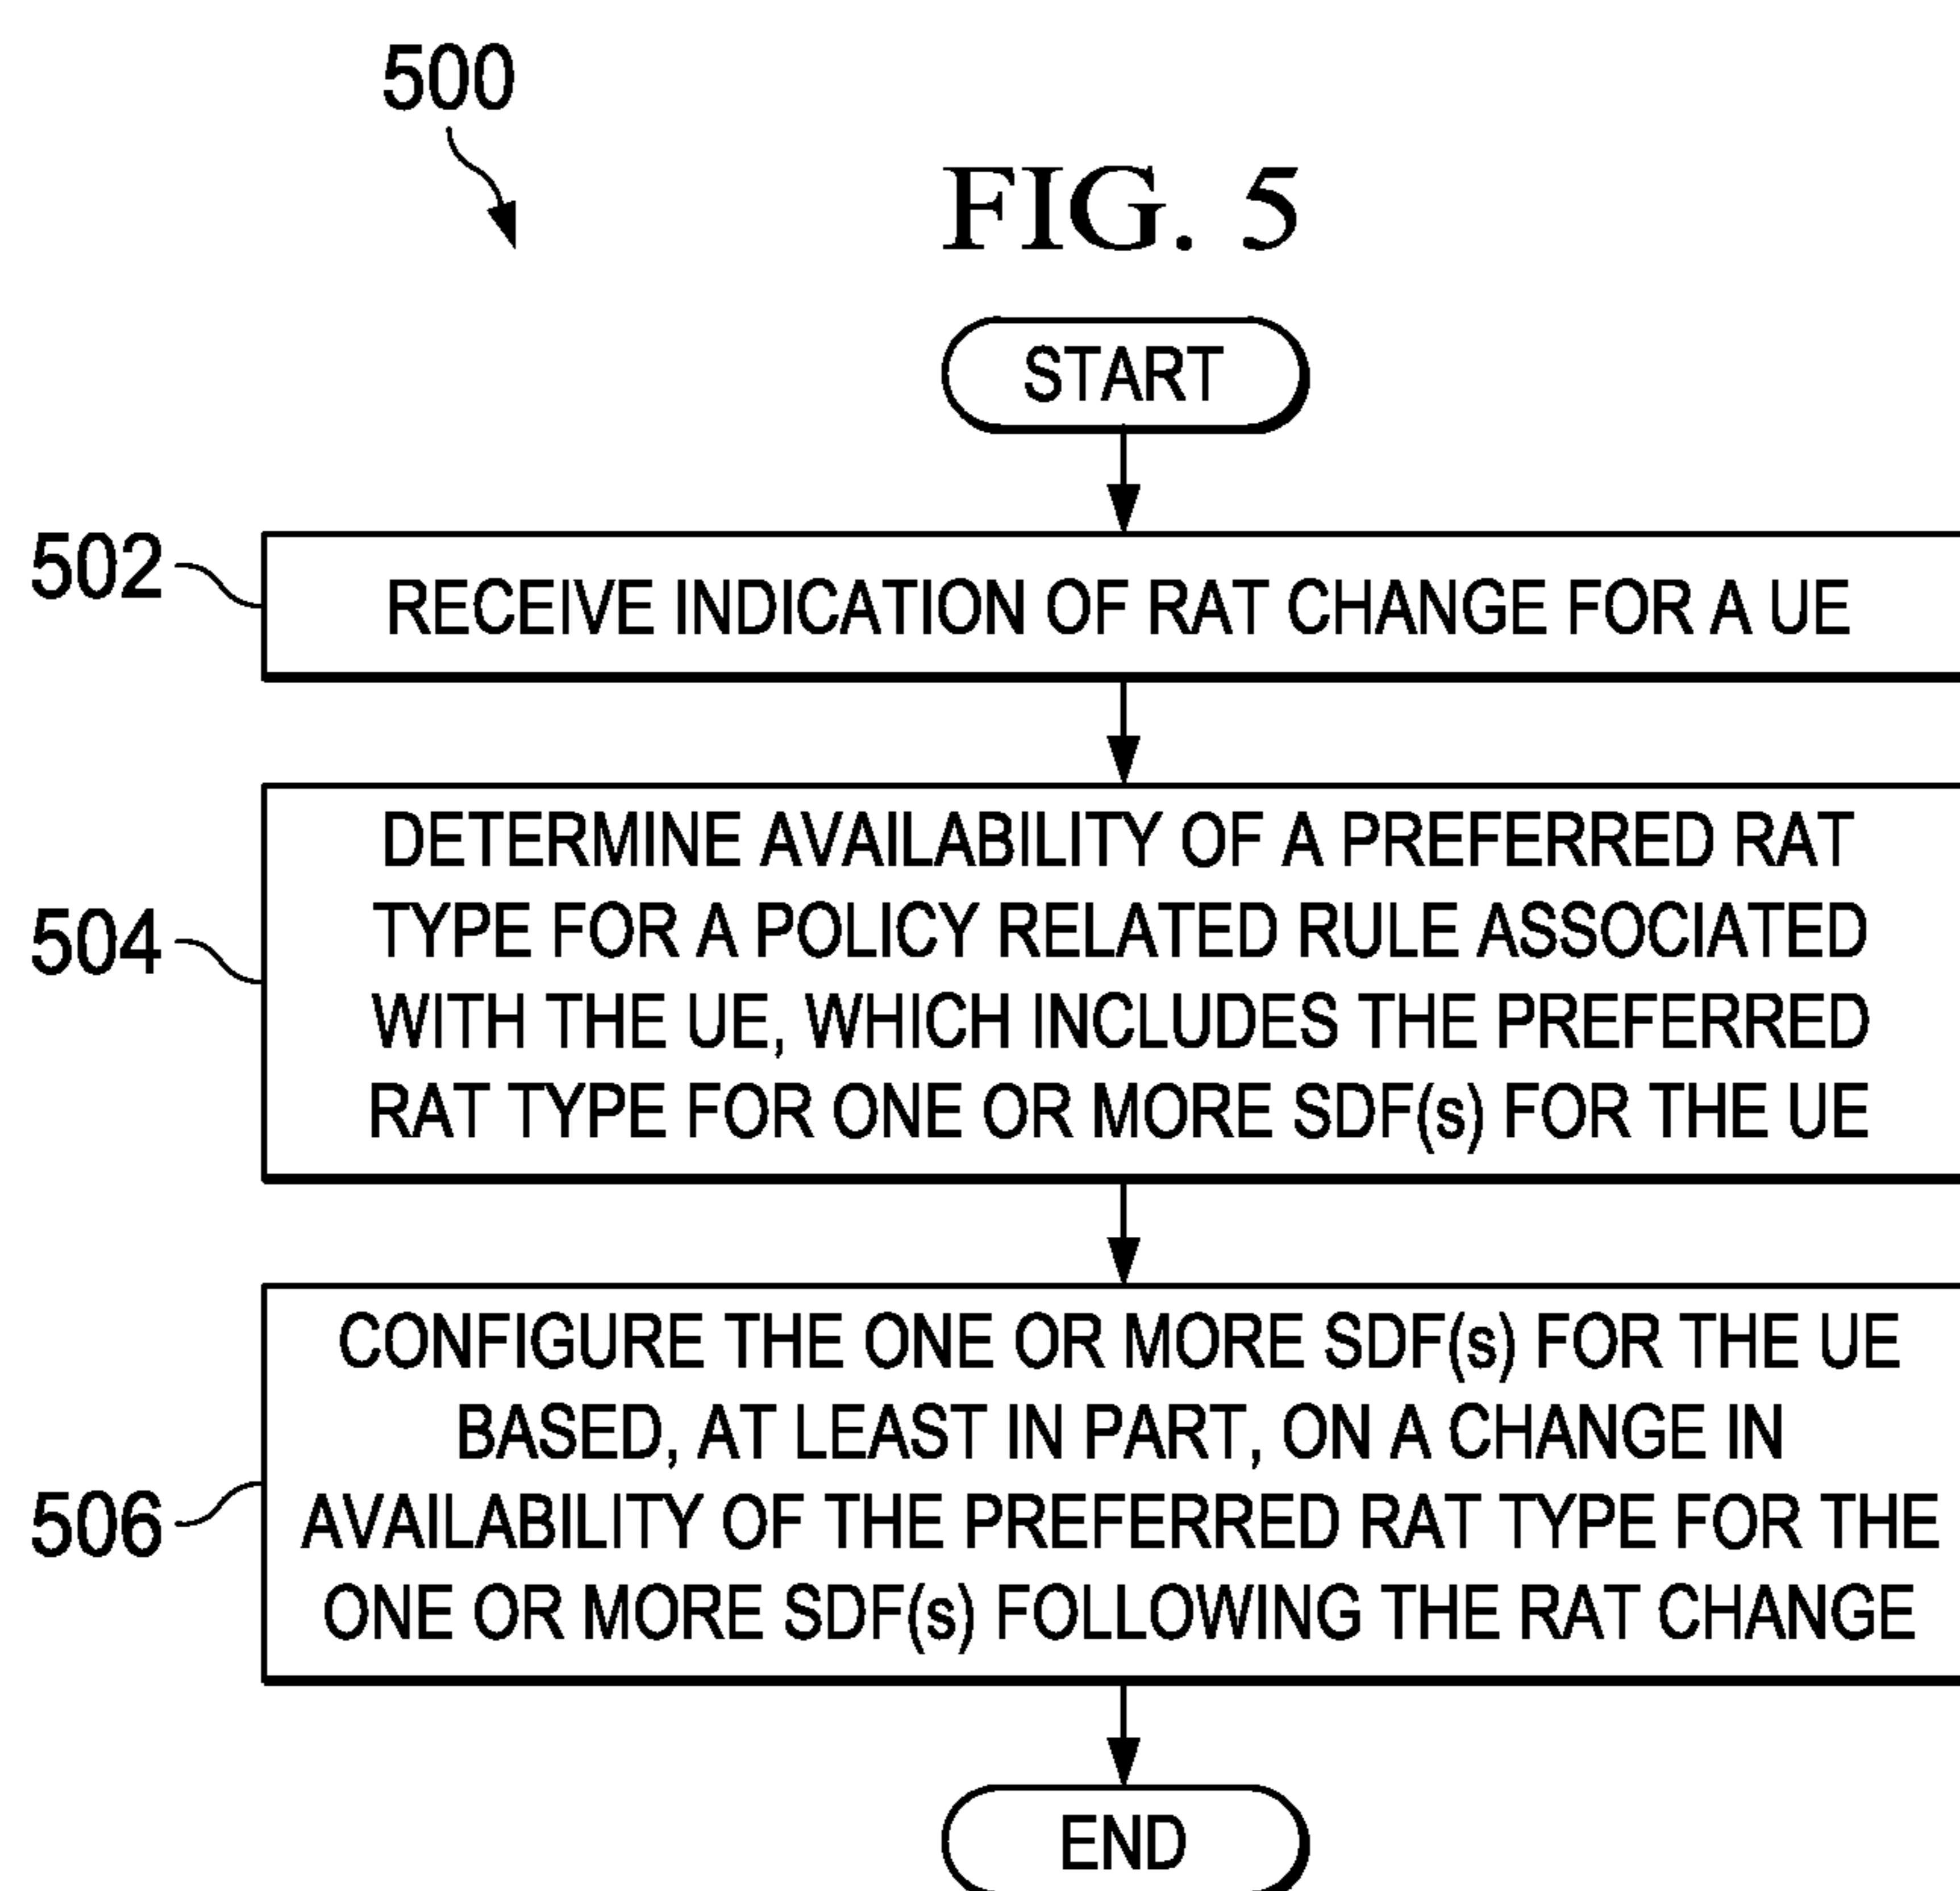 500
FIG. 5
START
502
RECEIVE INDICATION OF RAT CHANGE FOR A UE
504
DETERMINE AVAILABILITY OF A PREFERRED RAT
TYPE FOR A POLICY RELATED RULE ASSOCIATED
WITH THE UE, WHICH INCLUDES THE PREFERRED
RAT TYPE FOR ONE OR MORE SDF(s) FOR THE UE
506
CONFIGURE THE ONE OR MORE SDF(s) FOR THE UE
BASED, AT LEAST IN PART, ON A CHANGE IN
AVAILABILITY OF THE PREFERRED RAT TYPE FOR THE
ONE OR MORE SDF(s) FOLLOWING THE RAT CHANGE
END